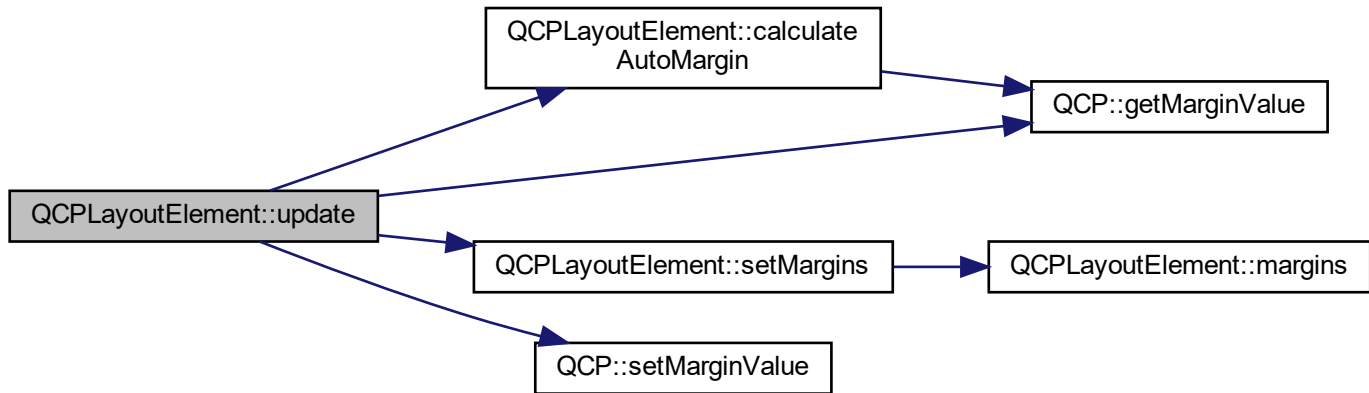 QCPLayoutElement::calculate
AutoMargin
QCP::getMarginValue
QCPLayoutElement::update
QCPLayoutElement::setMargins
QCPLayoutElement::margins
QCP::setMarginValue